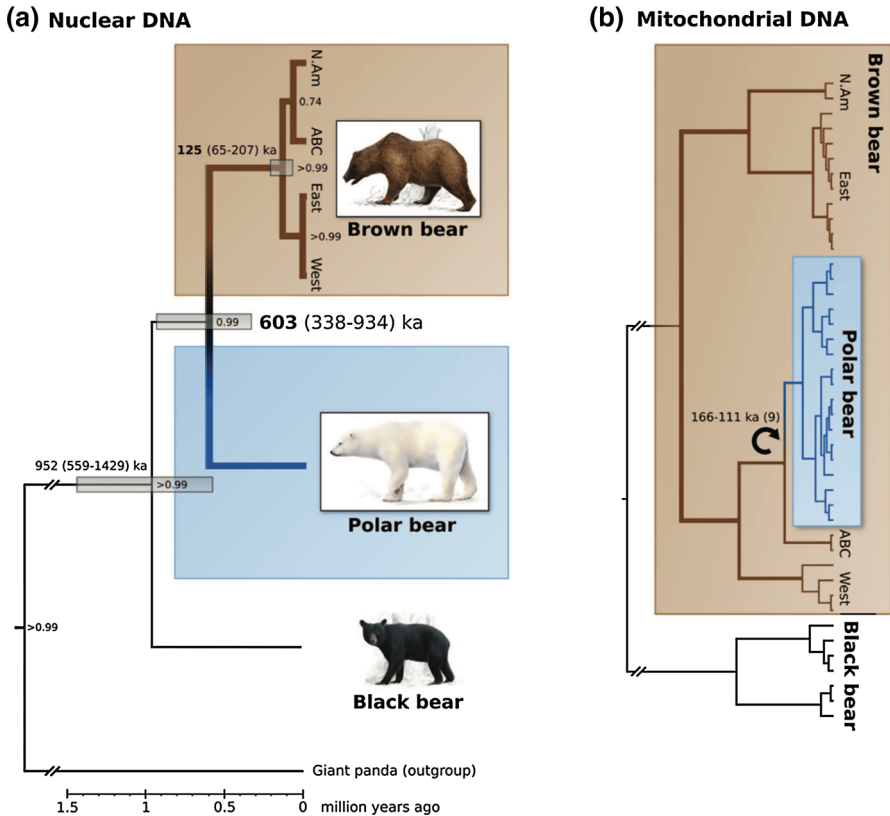 (a) Nuclear DNA
N.Am
0.74
ABC
125 (65-207) ka
>0.99
East
>0.99
West
Brown bear
0.99
603 (338-934) ka
952 (559-1429) ka
>0.99
Polar bear
>0.99
Black bear
Giant panda (outgroup)
1.5 1 0.5 0 million years ago
(b) Mitochondrial DNA
Brown bear
N.Am
East
Polar bear
166-111 ka (9)
ABC
West
Black bear